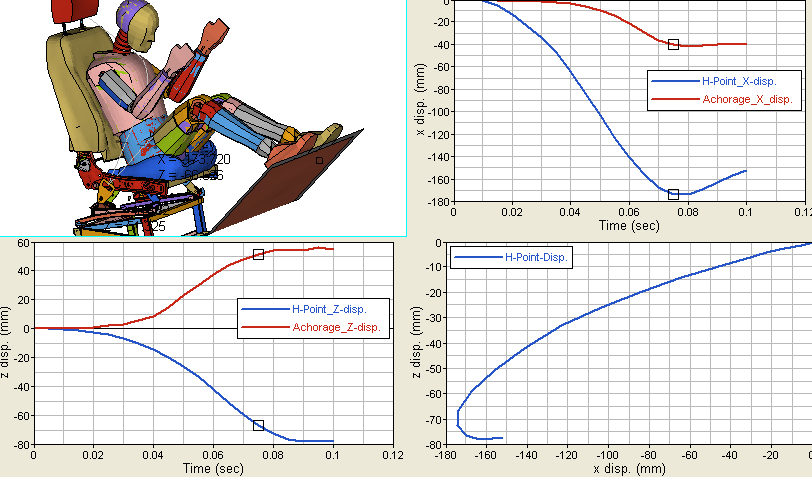 X = -173.720
25
0
-20
-40
-60
-80
-100
-120
-140
-160
-180
x disp. (mm)
H-Point_X-disp.
Achorage_X_disp.
0 0.02 0.04 0.06 0.08 0.1 0.12
Time (sec)
60
40
20
0
-20
-40
-60
-80
z disp. (mm)
H-Point_Z-disp.
Achorage_Z-disp.
0 0.02 0.04 0.06 0.08 0.1 0.12
Time (sec)
0
-10
-20
-30
-40
-50
-60
-70
-80
z disp. (mm)
H-Point-Disp.
-180 -160 -140 -120 -100 -80 -60 -40 -20 0
x disp. (mm)